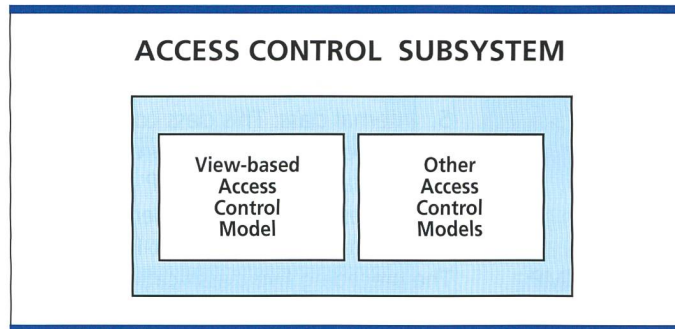 ACCESS CONTROL SUBSYSTEM
View-based
Access
Control
Model
Other
Access
Control
Models